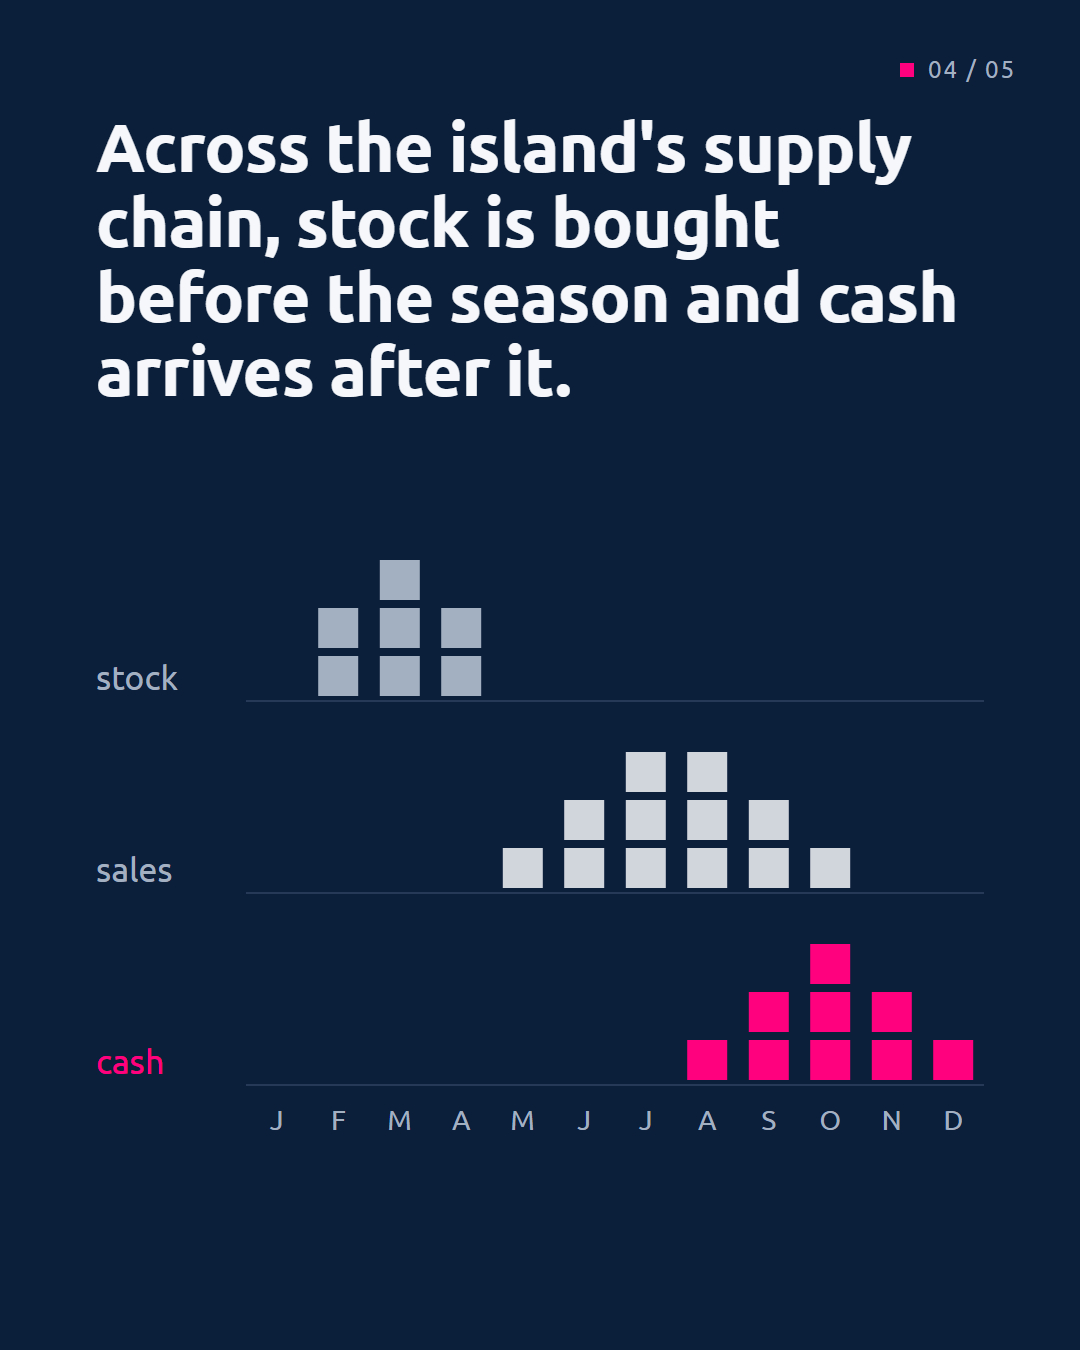 04 / 05
Across the island's supply
chain, stock is bought
before the season and cash
arrives after it.
stock
sales
cash
J F M A M J J A S O N D